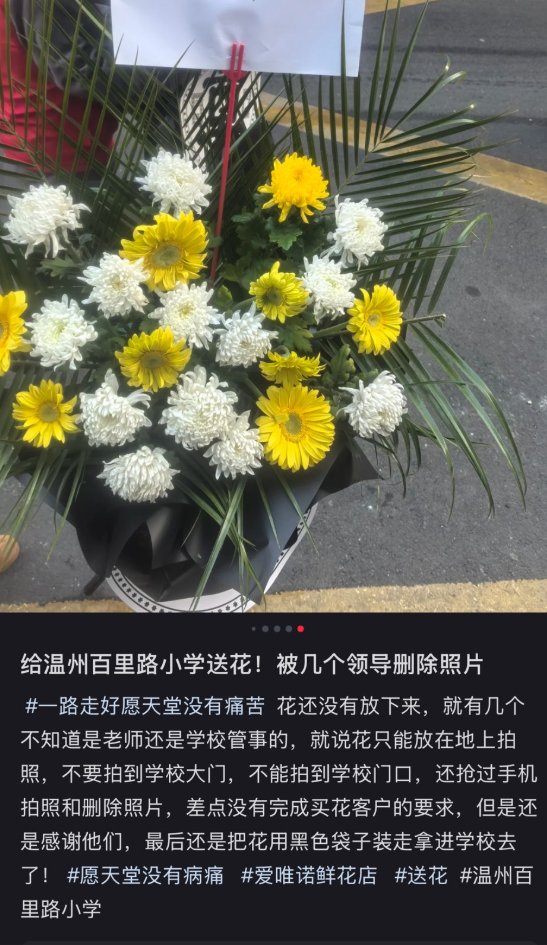 给温州百里路小学送花！被几个领导删除照片
#一路走好愿天堂没有痛苦 花还没有放下来，就有几个
不知道是老师还是学校管事的，就说花只能放在地上拍
照，不要拍到学校大门，不能拍到学校门口，还抢过手机
拍照和删除照片，差点没有完成买花客户的要求，但是还
是感谢他们，最后还是把花用黑色袋子装走拿进学校去
了！ #愿天堂没有病痛 #爱唯诺鲜花店 #送花 #温州百
里路小学